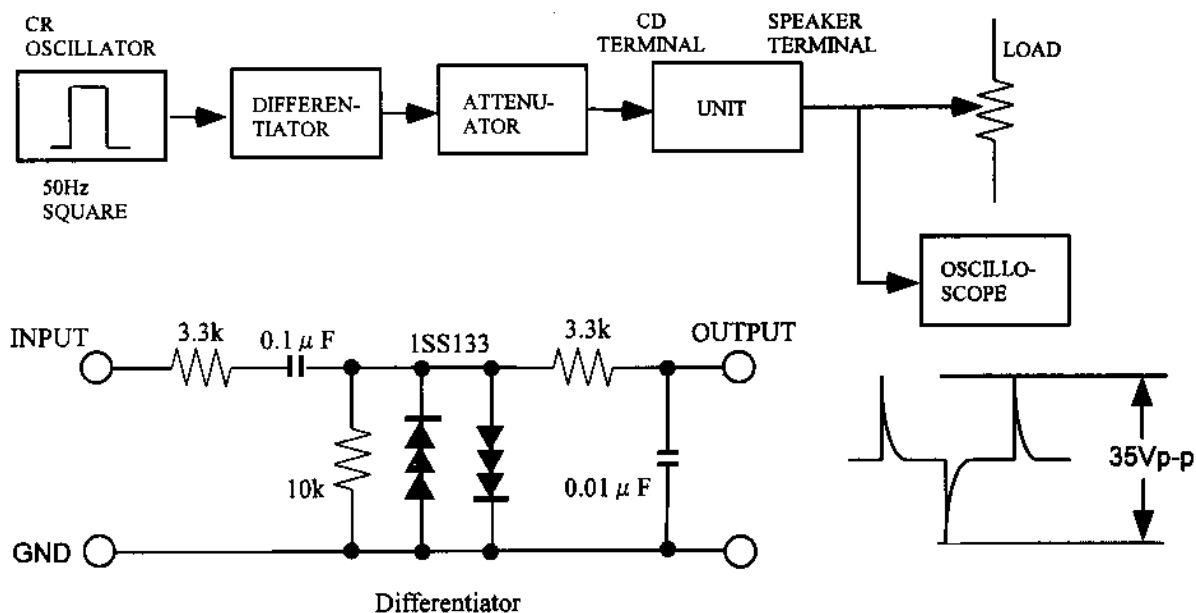 CR
OSCILLATOR
CD
TERMINAL
SPEAKER
TERMINAL
LOAD
DIFFEREN-
TIATOR
ATTENU-
ATOR
UNIT
50Hz
SQUARE
OSCILLO-
SCOPE
INPUT
3.3k
0.1 μ F
1SS133
3.3k
OUTPUT
10k
0.01 μ F
35Vp-p
GND
Differentiator